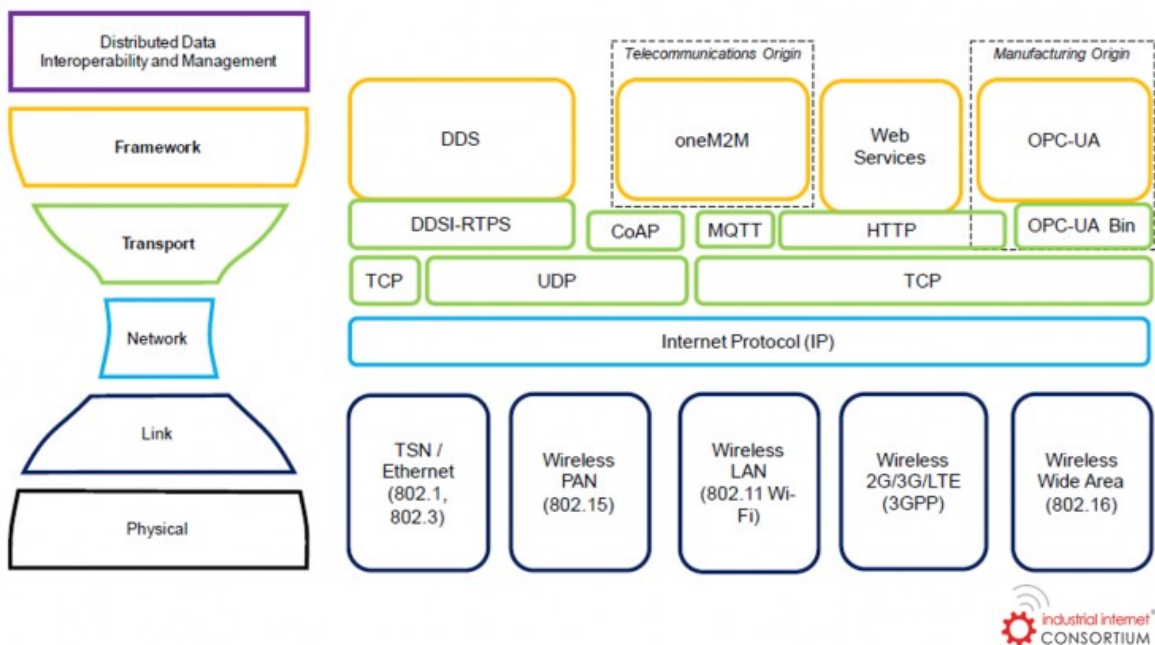 Distributed Data
Interoperability and Management
Framework
Transport
Network
Link
Physical
Telecommunications Origin
Manufacturing Origin
DDS
oneM2M
Web
Services
OPC-UA
DDSI-RTPS
CoAP
MQTT
HTTP
OPC-UA Bin
TCP
UDP
TCP
Internet Protocol (IP)
TSN /
Ethernet
(802.1,
802.3)
Wireless
PAN
(802.15)
Wireless
LAN
(802.11 Wi-
Fi)
Wireless
2G/3G/LTE
(3GPP)
Wireless
Wide Area
(802.16)
industrial internet
CONSORTIUM